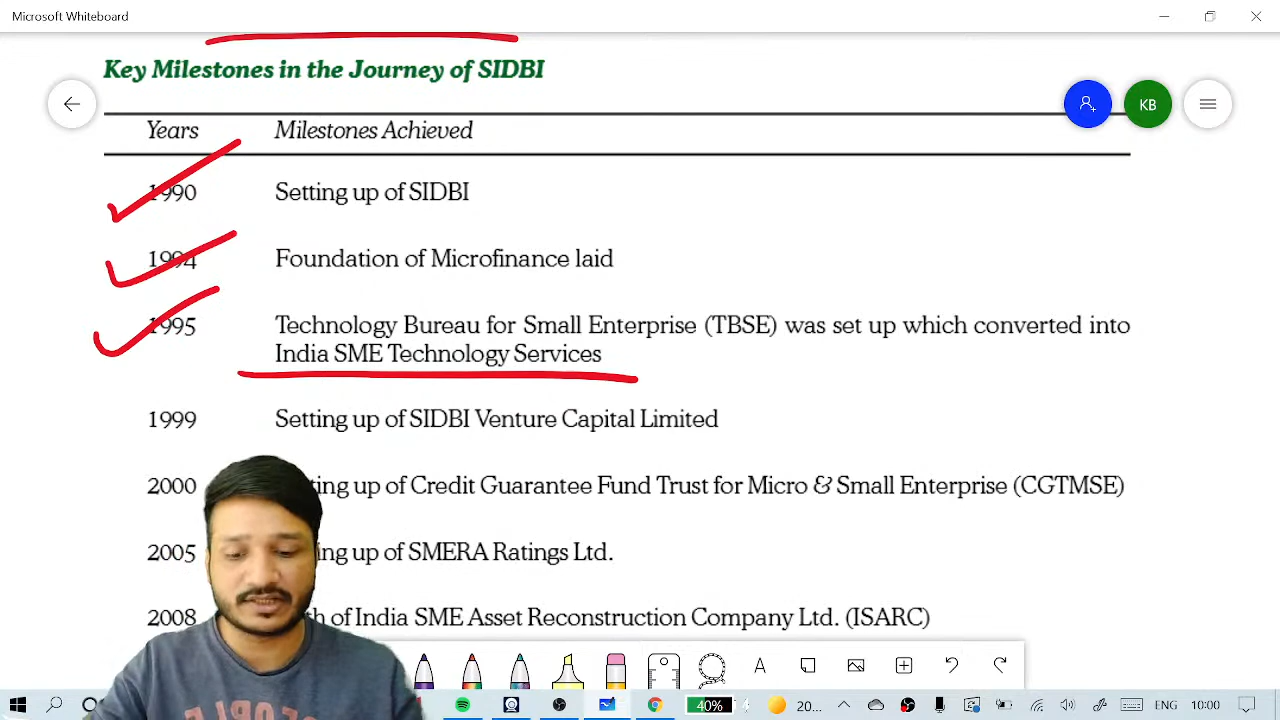 Microsoft Whiteboard
Key Milestones in the Journey of SIDBI
KB
Years Milestones Achieved
1990 Setting up of SIDBI
1994 Foundation of Microfinance laid
1995 Technology Bureau for Small Enterprise (TBSE) was set up which converted into
India SME Technology Services
1999 Setting up of SIDBI Venture Capital Limited
2000 up of Credit Guarantee Fund Trust for Micro & Small Enterprise (CGTMSE)
2005 up of SMERA Ratings Ltd.
2008 of India SME Asset Reconstruction Company Ltd. (ISARC)
A
40% 20... ENG 10:00